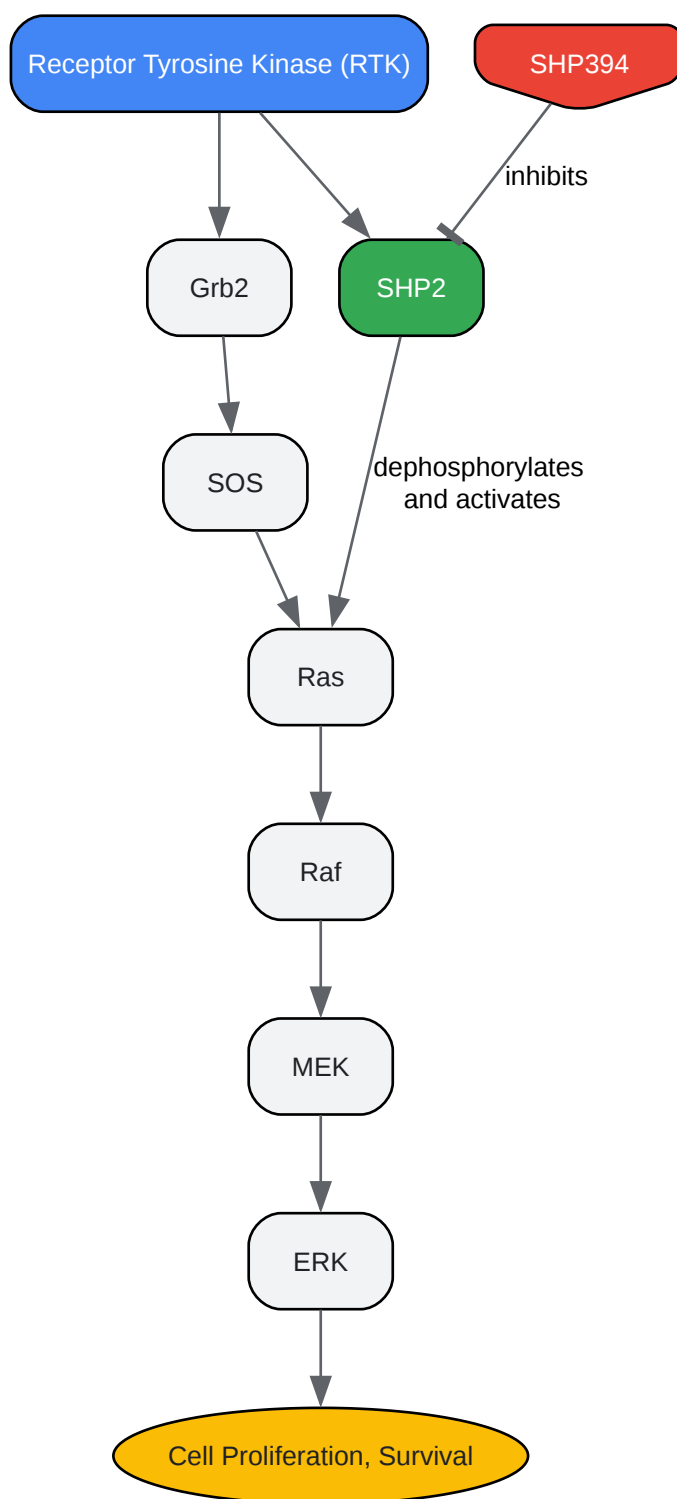 Receptor Tyrosine Kinase (RTK)
SHP394
inhibits
Grb2
SHP2
SOS
dephosphorylates
and activates
Ras
Raf
MEK
ERK
Cell Proliferation, Survival